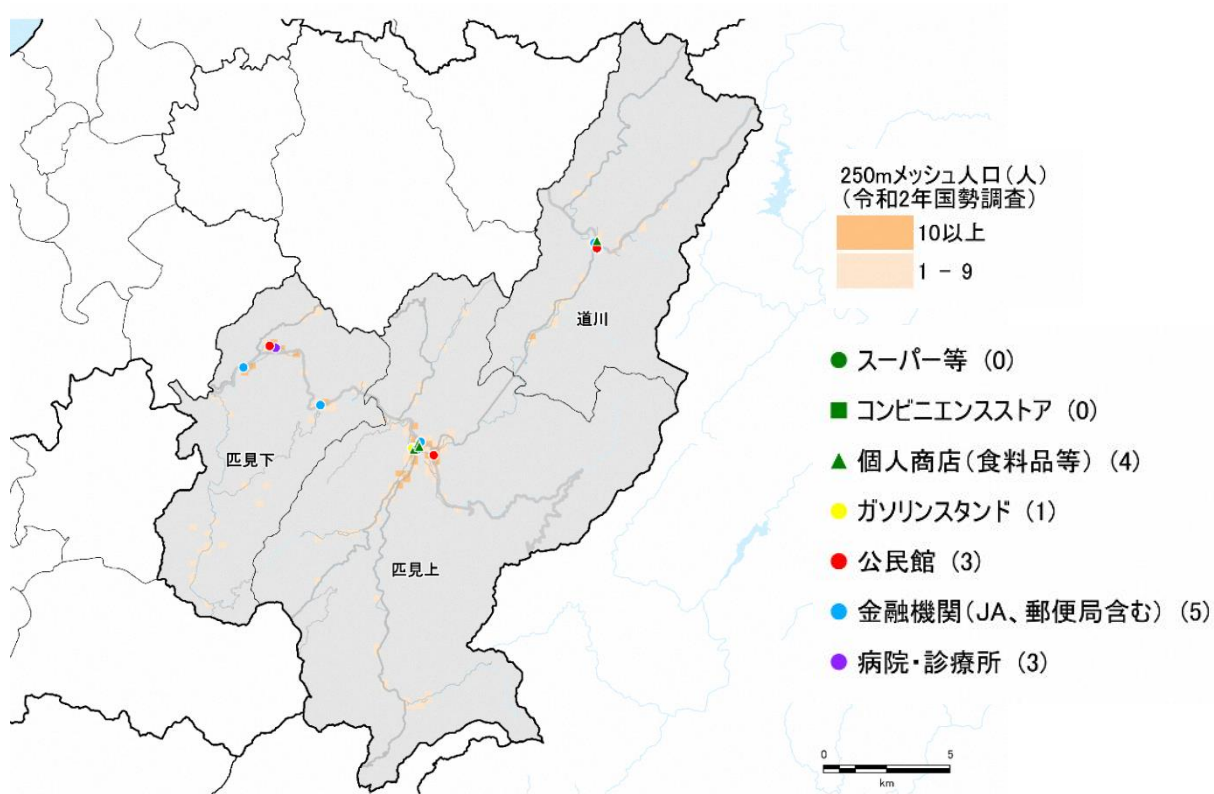 250mメッシュ人口(人)
(令和2年国勢調査)
10以上
1 - 9
道川
匹見下
匹見上
スーパー等 (0)
コンビニエンスストア (0)
個人商店(食料品等) (4)
ガソリンスタンド (1)
公民館 (3)
金融機関(JA、郵便局含む) (5)
病院・診療所 (3)
0 5
km